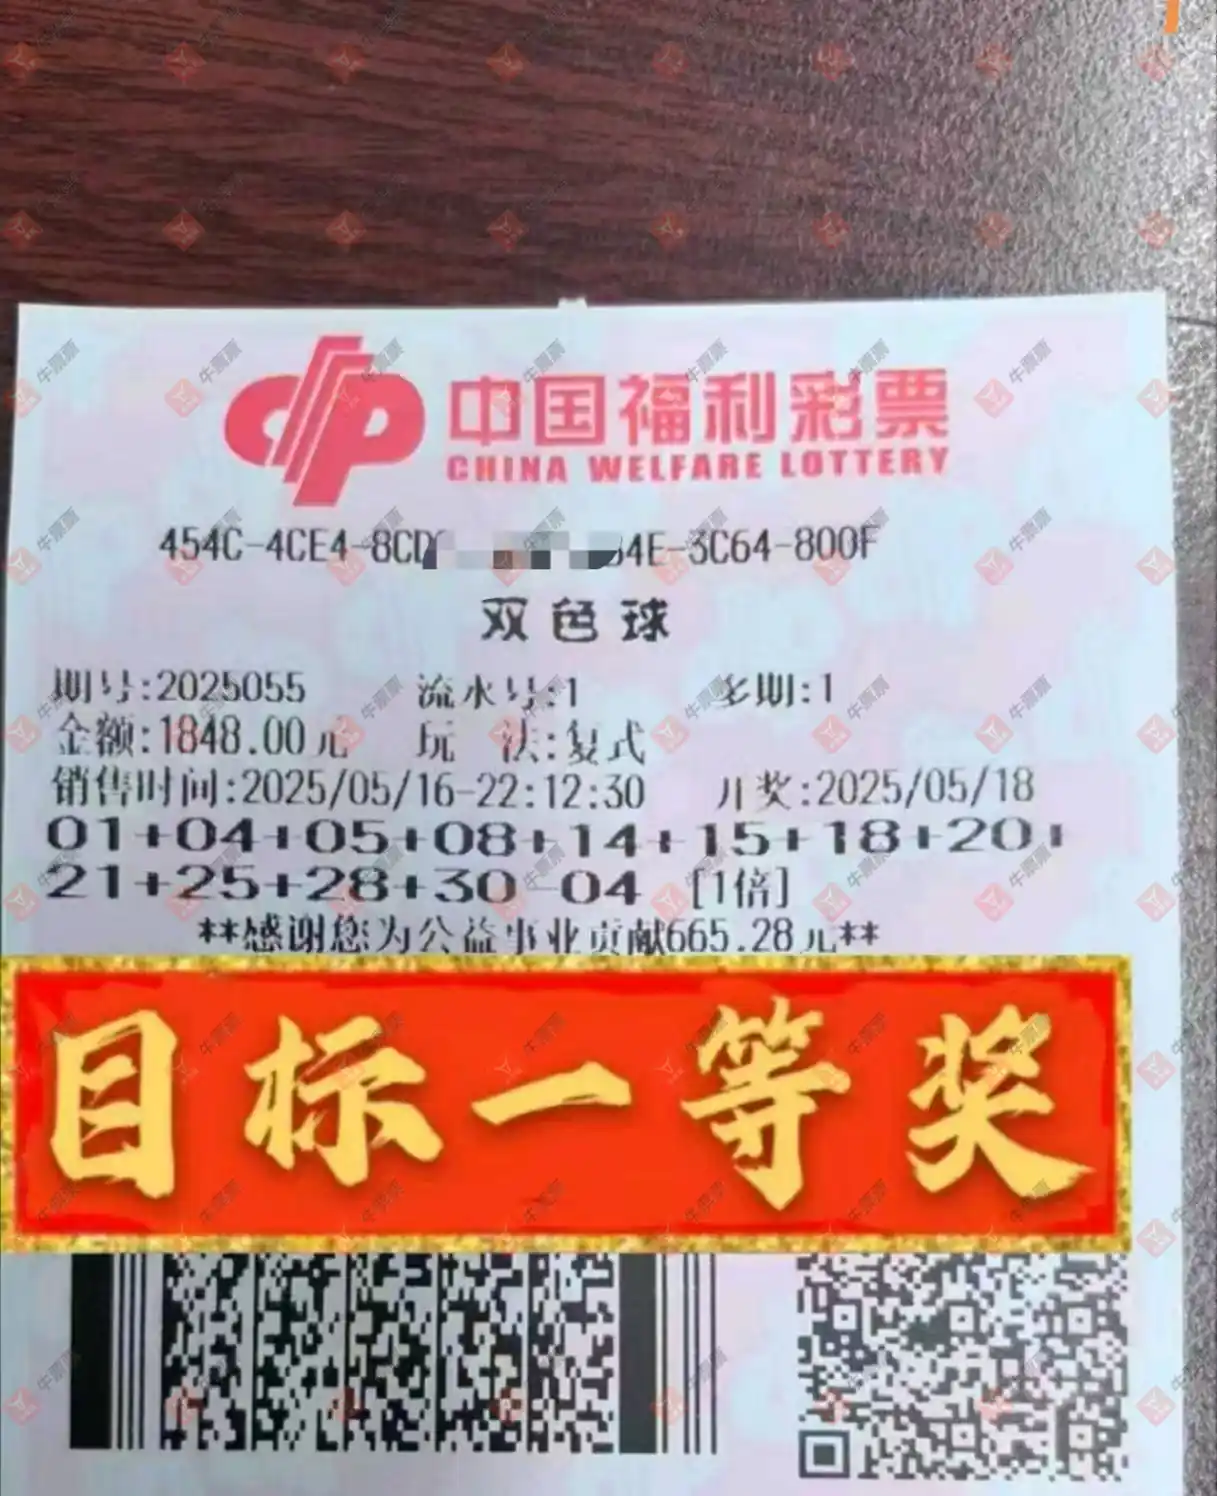 中国福利彩票
CHINA WELFARE LOTTERY
454C-4CE4-8CD 4E-3C64-800F
双色球
期号:2025055 流水号:1 多期:1
金额:1848.00元 玩 法:复式
销售时间:2025/05/16-22:12:30 开奖:2025/05/18
01+04+05+08+14+15+18+20+
21+25+28+30-04 [1倍]
**感谢您为公益事业贡献665.28元**
目标一等奖
牛票票